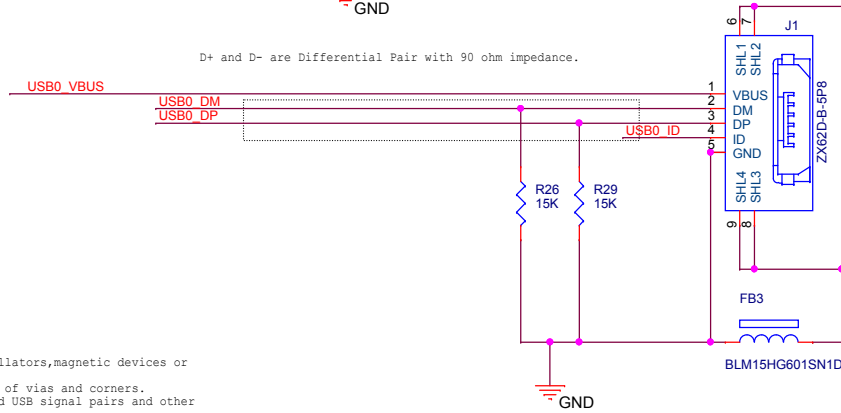 GND
J1
D+ and D- are Differential Pair with 90 ohm impedance.
6
7
SHL1
SHL2
USB0_VBUS
1
VBUS
USB0_DM
2
DM
USB0_DP
3
DP
USB0_ID
4
ID
5
GND
ZX62D-B-5P8
R26
15K
R29
15K
SHL4
SHL3
9
8
FB3
BLM15HG601SN1D
llators,magnetic devices or
of vias and corners.
d USB signal pairs and other
GND